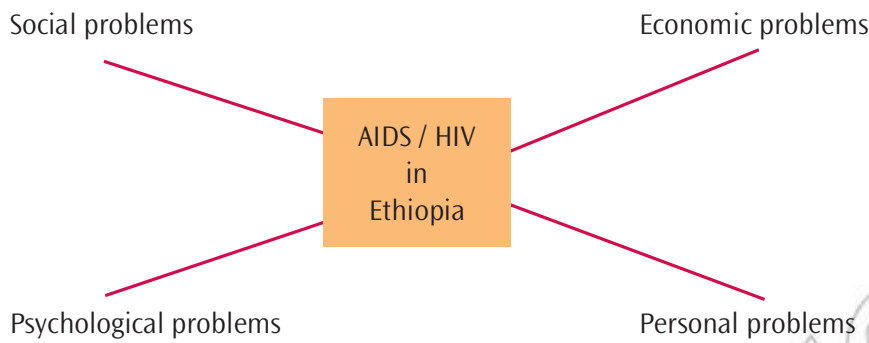 Social problems
Economic problems
AIDS / HIV
in
Ethiopia
Psychological problems
Personal problems